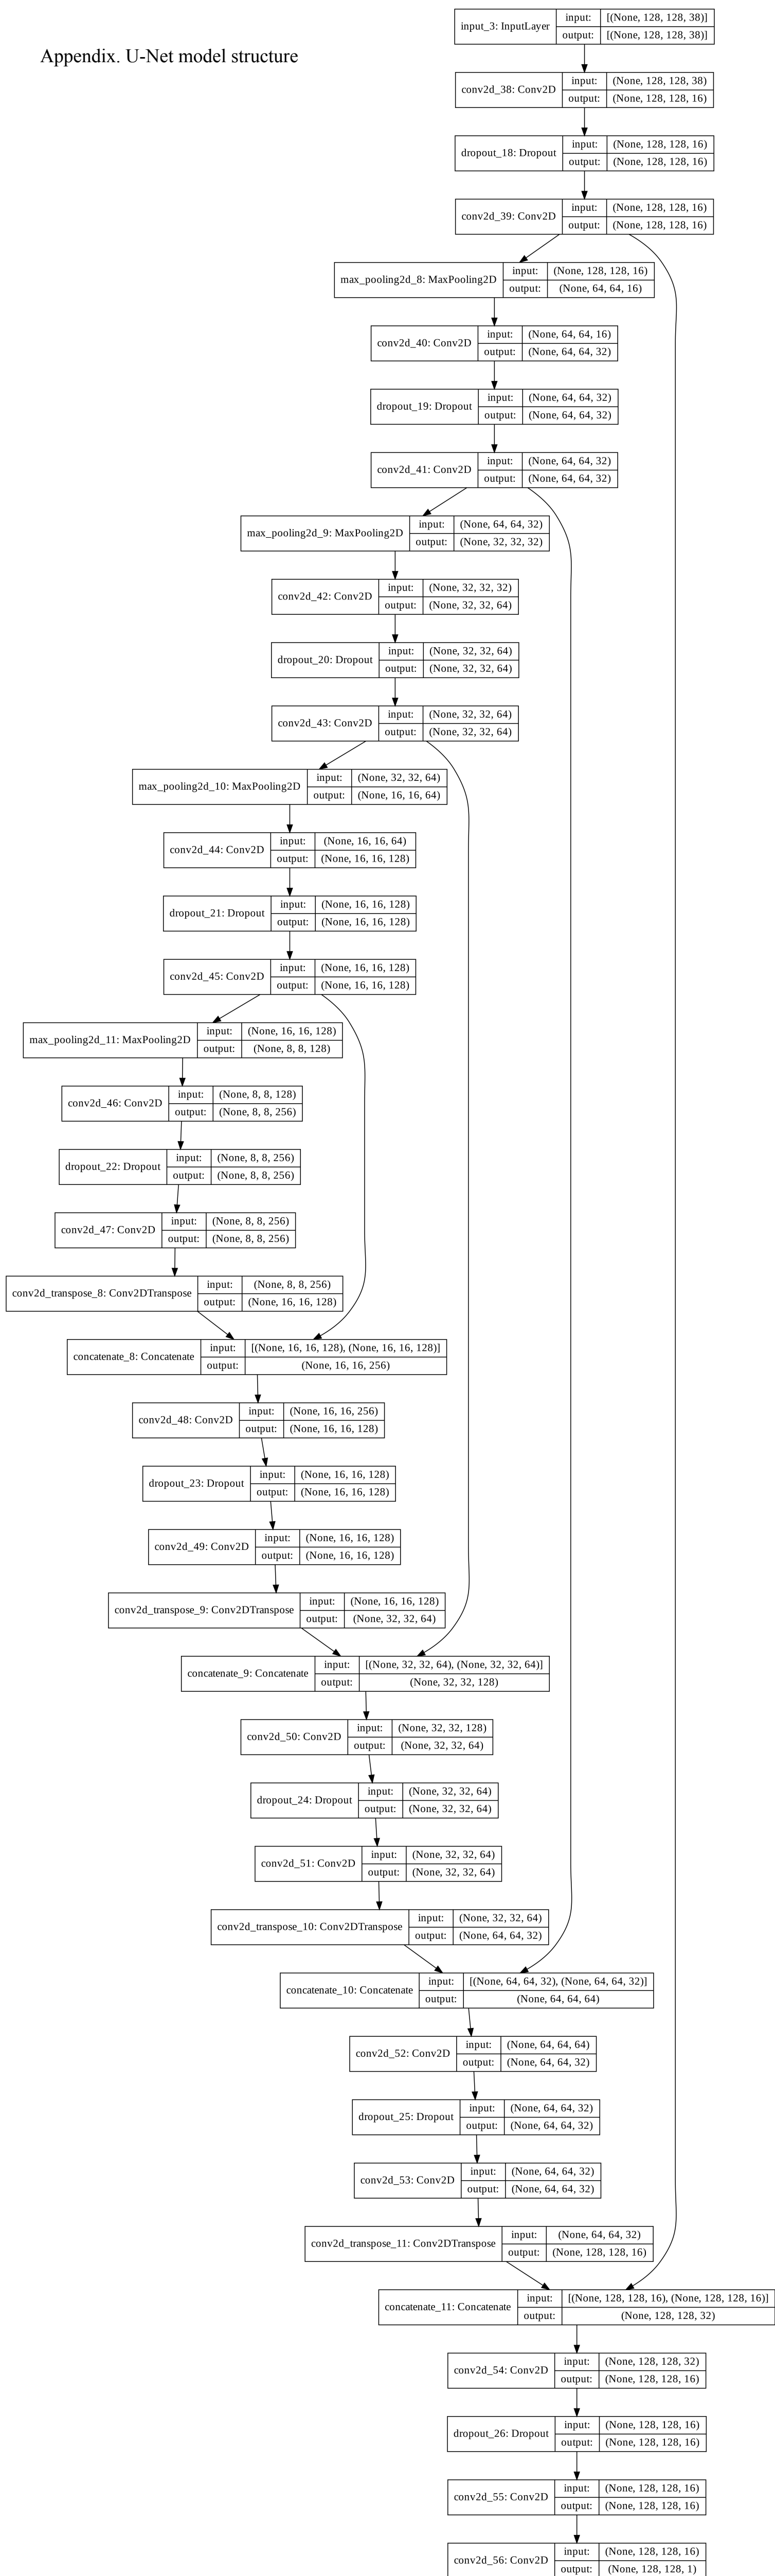 Appendix. U-Net model structure
input_3: InputLayer
input: [(None, 128, 128, 38)]
output: [(None, 128, 128, 38)]
conv2d_38: Conv2D
input: (None, 128, 128, 38)
output: (None, 128, 128, 16)
dropout_18: Dropout
input: (None, 128, 128, 16)
output: (None, 128, 128, 16)
conv2d_39: Conv2D
input: (None, 128, 128, 16)
output: (None, 128, 128, 16)
max_pooling2d_8: MaxPooling2D
input: (None, 128, 128, 16)
output: (None, 64, 64, 16)
conv2d_40: Conv2D
input: (None, 64, 64, 16)
output: (None, 64, 64, 32)
dropout_19: Dropout
input: (None, 64, 64, 32)
output: (None, 64, 64, 32)
conv2d_41: Conv2D
input: (None, 64, 64, 32)
output: (None, 64, 64, 32)
max_pooling2d_9: MaxPooling2D
input: (None, 64, 64, 32)
output: (None, 32, 32, 32)
conv2d_42: Conv2D
input: (None, 32, 32, 32)
output: (None, 32, 32, 64)
dropout_20: Dropout
input: (None, 32, 32, 64)
output: (None, 32, 32, 64)
conv2d_43: Conv2D
input: (None, 32, 32, 64)
output: (None, 32, 32, 64)
max_pooling2d_10: MaxPooling2D
input: (None, 32, 32, 64)
output: (None, 16, 16, 64)
conv2d_44: Conv2D
input: (None, 16, 16, 64)
output: (None, 16, 16, 128)
dropout_21: Dropout
input: (None, 16, 16, 128)
output: (None, 16, 16, 128)
conv2d_45: Conv2D
input: (None, 16, 16, 128)
output: (None, 16, 16, 128)
max_pooling2d_11: MaxPooling2D
input: (None, 16, 16, 128)
output: (None, 8, 8, 128)
conv2d_46: Conv2D
input: (None, 8, 8, 128)
output: (None, 8, 8, 256)
dropout_22: Dropout
input: (None, 8, 8, 256)
output: (None, 8, 8, 256)
conv2d_47: Conv2D
input: (None, 8, 8, 256)
output: (None, 8, 8, 256)
conv2d_transpose_8: Conv2DTranspose
input: (None, 8, 8, 256)
output: (None, 16, 16, 128)
concatenate_8: Concatenate
input: [(None, 16, 16, 128), (None, 16, 16, 128)]
output: (None, 16, 16, 256)
conv2d_48: Conv2D
input: (None, 16, 16, 256)
output: (None, 16, 16, 128)
dropout_23: Dropout
input: (None, 16, 16, 128)
output: (None, 16, 16, 128)
conv2d_49: Conv2D
input: (None, 16, 16, 128)
output: (None, 16, 16, 128)
conv2d_transpose_9: Conv2DTranspose
input: (None, 16, 16, 128)
output: (None, 32, 32, 64)
concatenate_9: Concatenate
input: [(None, 32, 32, 64), (None, 32, 32, 64)]
output: (None, 32, 32, 128)
conv2d_50: Conv2D
input: (None, 32, 32, 128)
output: (None, 32, 32, 64)
dropout_24: Dropout
input: (None, 32, 32, 64)
output: (None, 32, 32, 64)
conv2d_51: Conv2D
input: (None, 32, 32, 64)
output: (None, 32, 32, 64)
conv2d_transpose_10: Conv2DTranspose
input: (None, 32, 32, 64)
output: (None, 64, 64, 32)
concatenate_10: Concatenate
input: [(None, 64, 64, 32), (None, 64, 64, 32)]
output: (None, 64, 64, 64)
conv2d_52: Conv2D
input: (None, 64, 64, 64)
output: (None, 64, 64, 32)
dropout_25: Dropout
input: (None, 64, 64, 32)
output: (None, 64, 64, 32)
conv2d_53: Conv2D
input: (None, 64, 64, 32)
output: (None, 64, 64, 32)
conv2d_transpose_11: Conv2DTranspose
input: (None, 64, 64, 32)
output: (None, 128, 128, 16)
concatenate_11: Concatenate
input: [(None, 128, 128, 16), (None, 128, 128, 16)]
output: (None, 128, 128, 32)
conv2d_54: Conv2D
input: (None, 128, 128, 32)
output: (None, 128, 128, 16)
dropout_26: Dropout
input: (None, 128, 128, 16)
output: (None, 128, 128, 16)
conv2d_55: Conv2D
input: (None, 128, 128, 16)
output: (None, 128, 128, 16)
conv2d_56: Conv2D
input: (None, 128, 128, 16)
output: (None, 128, 128, 1)